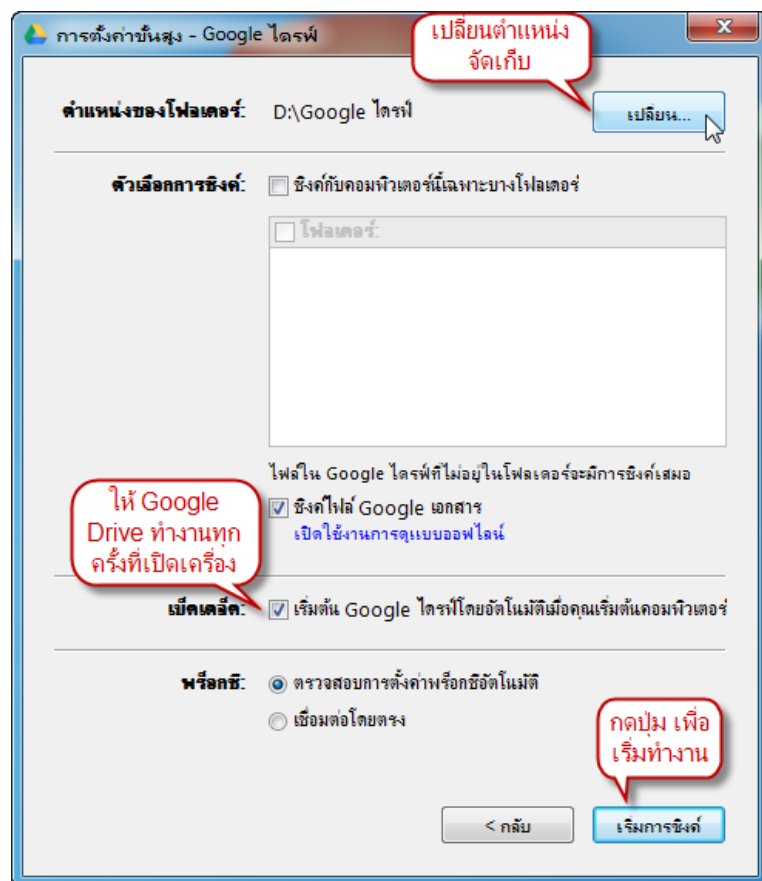 การตั้งค่าขั้นสูง - Google ไดรฟ์
เปลี่ยนตำแหน่ง
จัดเก็บ
ตำแหน่งของโฟลเดอร์:
D:\Google ไดรฟ์
เปลี่ยน...
ตัวเลือกการซิงค์:
ซิงค์กับคอมพิวเตอร์นี้เฉพาะบางโฟลเดอร์
โฟลเดอร์:
ไฟล์ใน Google ไดรฟ์ที่ไม่อยู่ในโฟลเดอร์จะมีการซิงค์เสมอ
ซิงค์ไฟล์ Google เอกสาร
เปิดใช้งานการดูแบบออฟไลน์
ให้ Google
Drive ทำงานทุก
ครั้งที่เปิดเครื่อง
เบ็ดเตล็ด:
เริ่มต้น Google ไดรฟ์โดยอัตโนมัติเมื่อคุณเริ่มต้นคอมพิวเตอร์
พร็อกซี:
ตรวจสอบการตั้งค่าพร็อกซีอัตโนมัติ
เชื่อมต่อโดยตรง
กดปุ่ม เพื่อ
เริ่มทำงาน
< กลับ
เริ่มการซิงค์